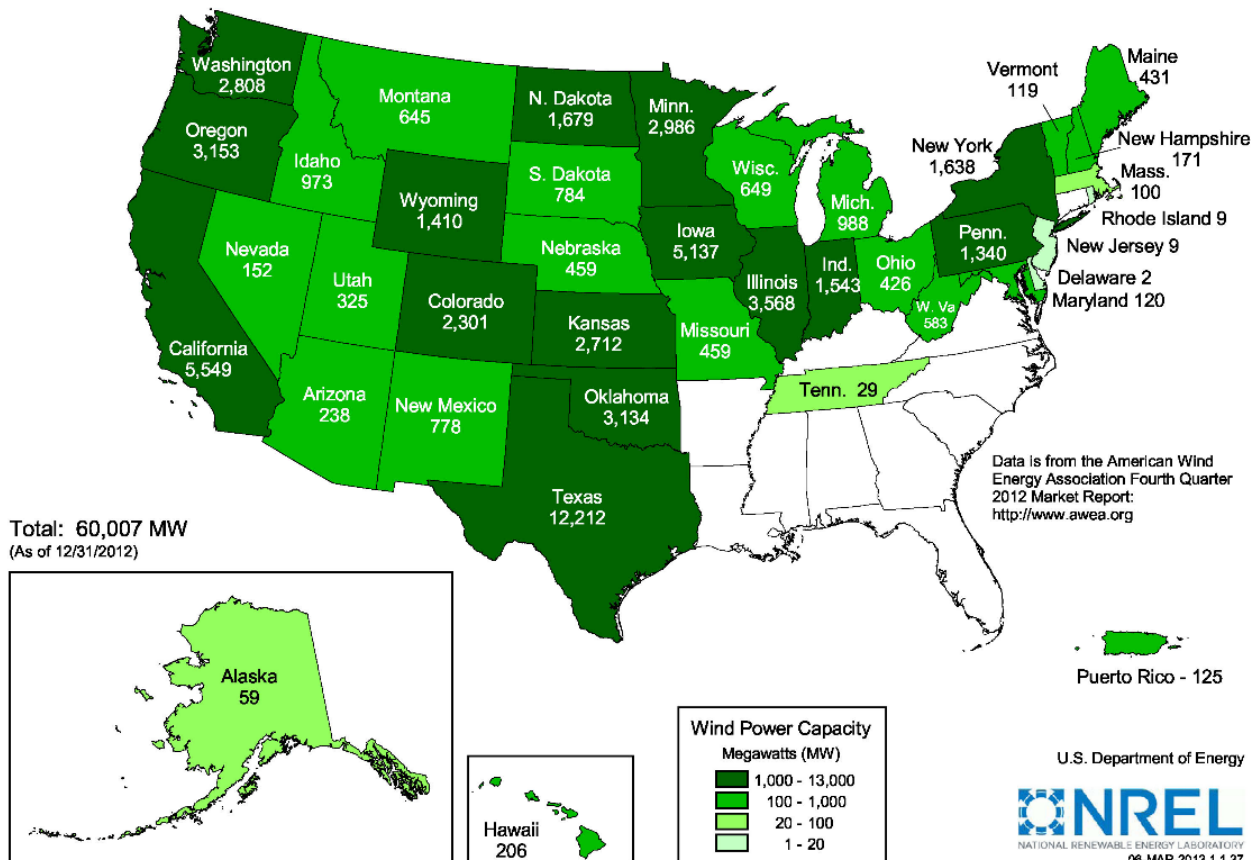 Washington
2,808
Montana
645
N. Dakota
1,679
Minn.
2,986
Vermont
119
Maine
431
Oregon
3,153
Idaho
973
Wyoming
1,410
S. Dakota
784
Wisc.
649
Mich.
988
New York
1,638
New Hampshire
171
Mass.
100
Rhode Island 9
New Jersey 9
Delaware 2
Maryland 120
Nevada
152
Utah
325
Colorado
2,301
Nebraska
459
Iowa
5,137
Illinois
3,568
Ind.
1,543
Ohio
426
Penn.
1,340
W. Va
583
California
5,549
Kansas
2,712
Missouri
459
Arizona
238
New Mexico
778
Oklahoma
3,134
Tenn. 29
Texas
12,212
Data is from the American Wind
Energy Association Fourth Quarter
2012 Market Report:
http://www.awea.org
Total: 60,007 MW
(As of 12/31/2012)
Alaska
59
Hawaii
206
Puerto Rico - 125
Wind Power Capacity
Megawatts (MW)
1,000 - 13,000
100 - 1,000
20 - 100
1 - 20
U.S. Department of Energy
NREL
NATIONAL RENEWABLE ENERGY LABORATORY
06-MAR-2013 1.1.27